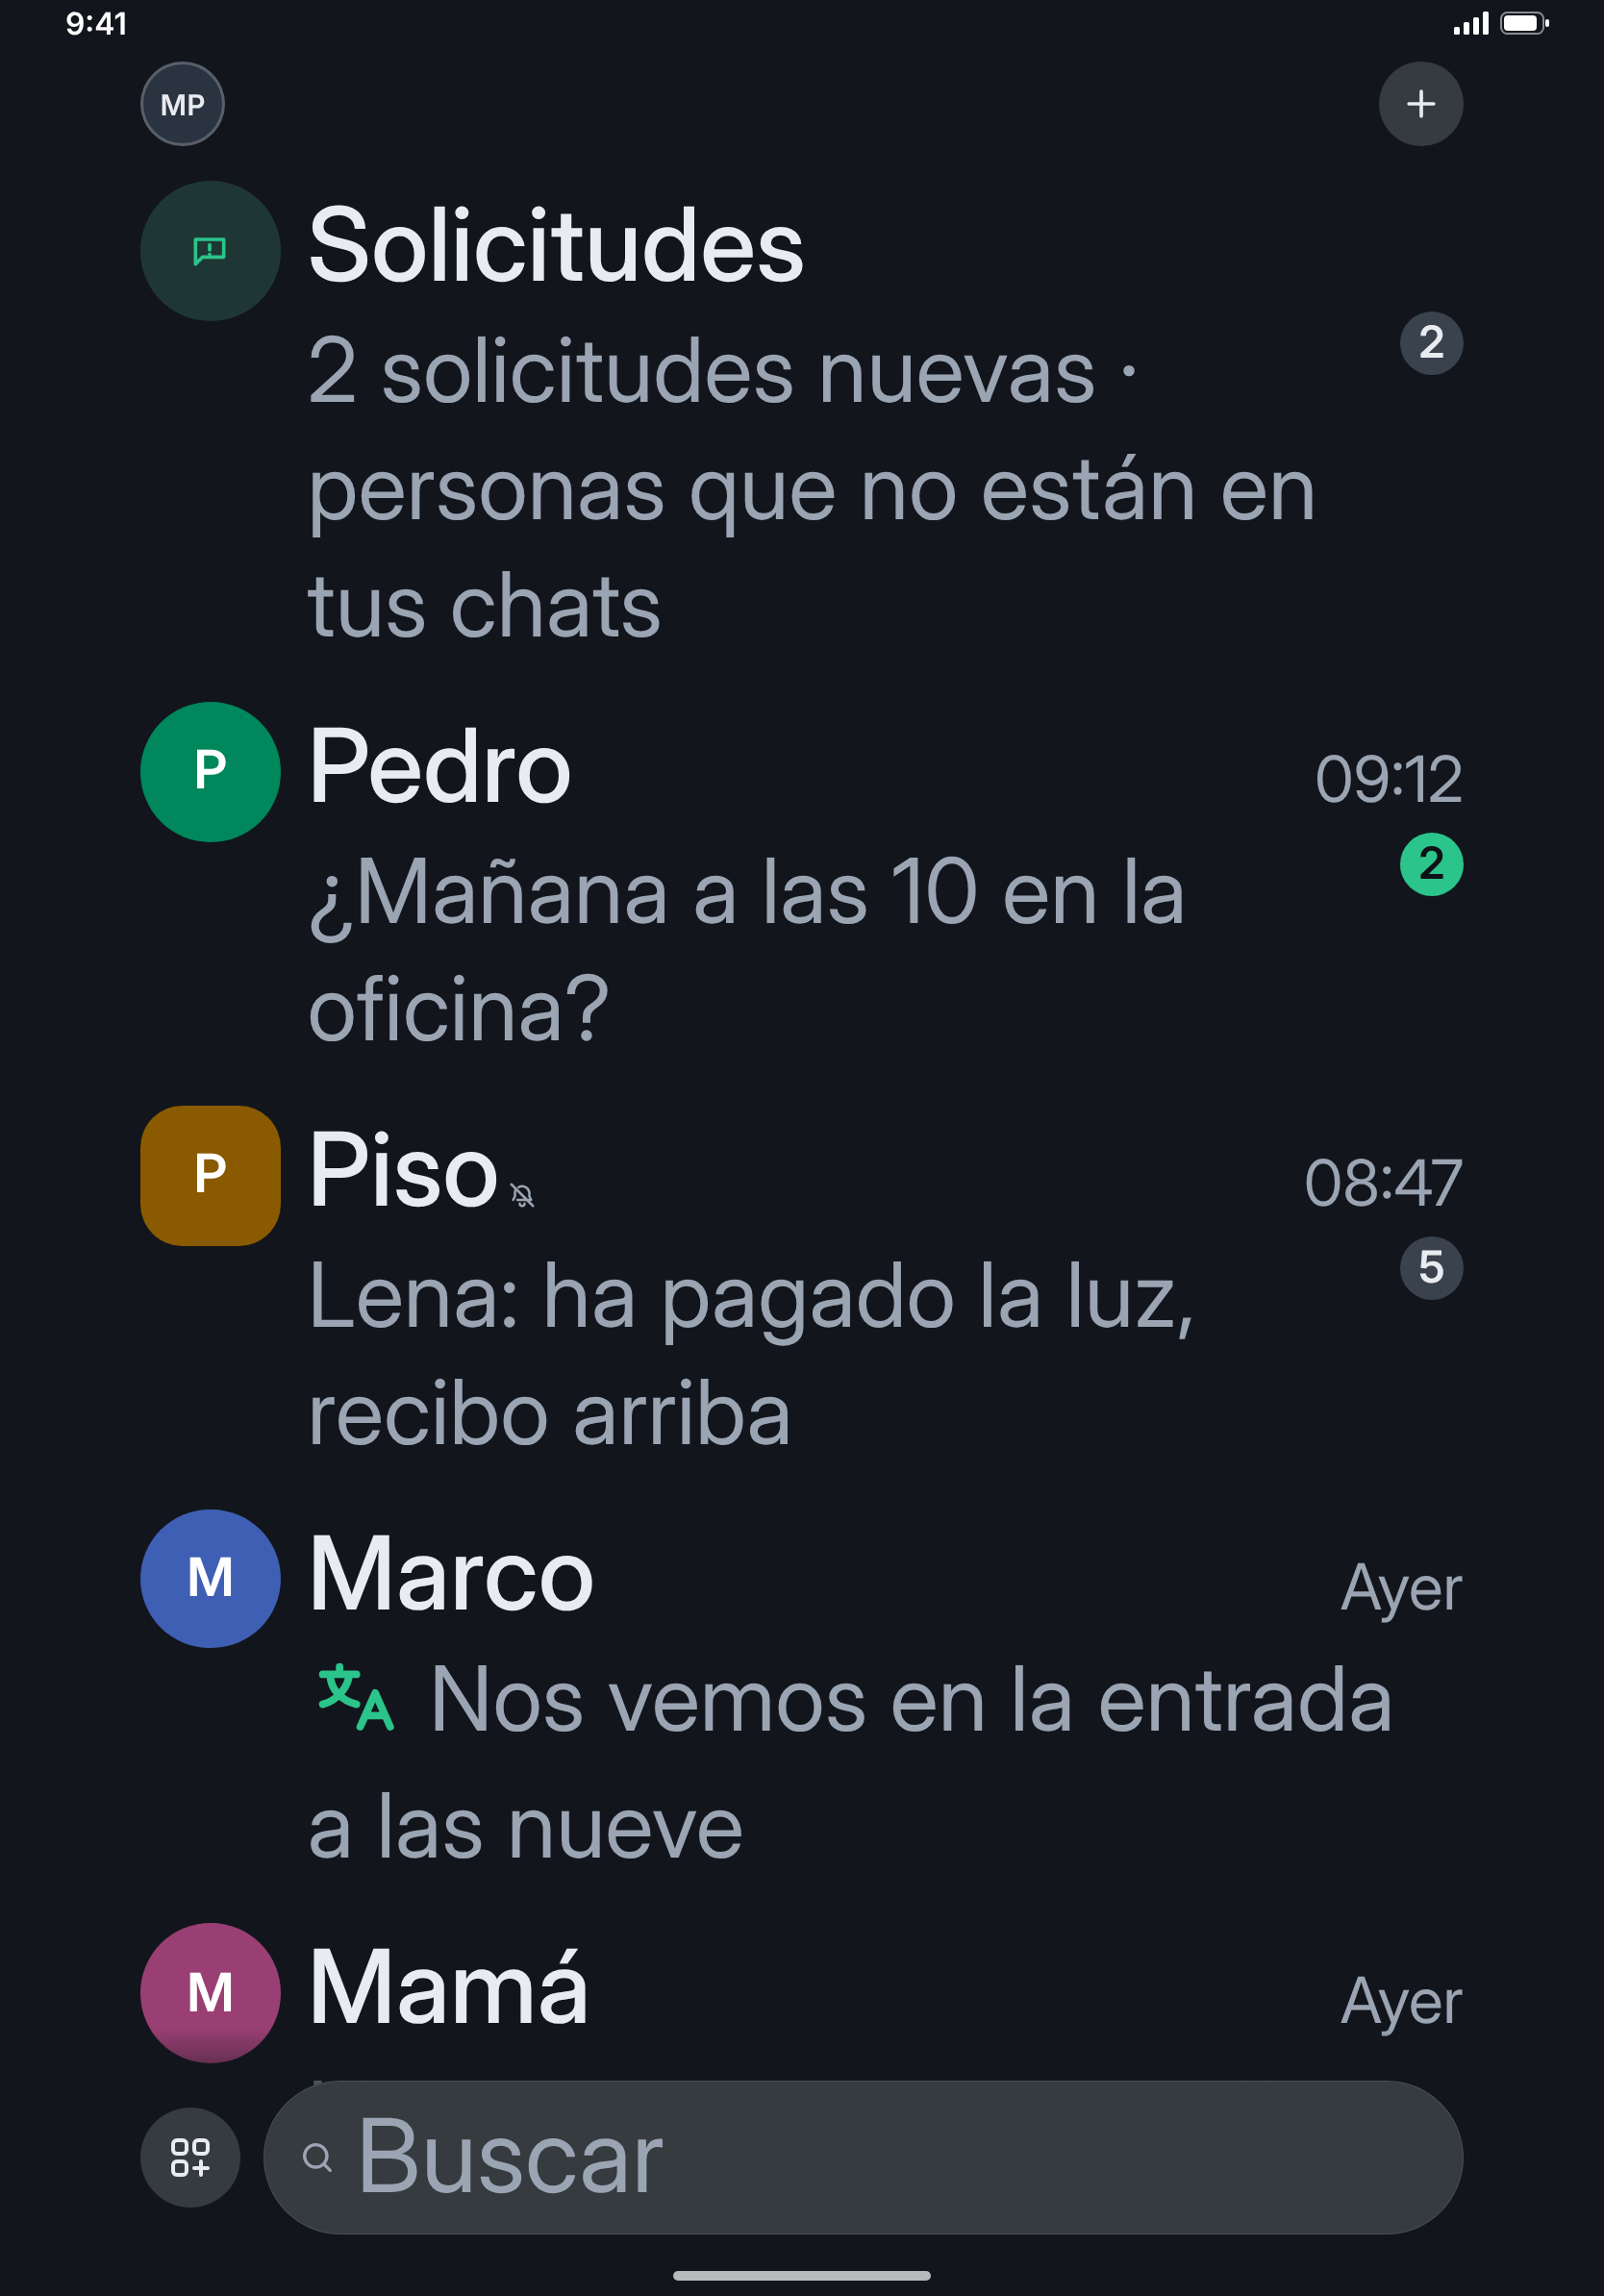 9:41
MP
Solicitudes
2 solicitudes nuevas ·
2
personas que no están en
tus chats
P
Pedro
09:12
¿Mañana a las 10 en la
2
oficina?
P
Piso
08:47
Lena: ha pagado la luz,
5
recibo arriba
M
Marco
Ayer
Nos vemos en la entrada
a las nueve
M
Mamá
Ayer
Buscar